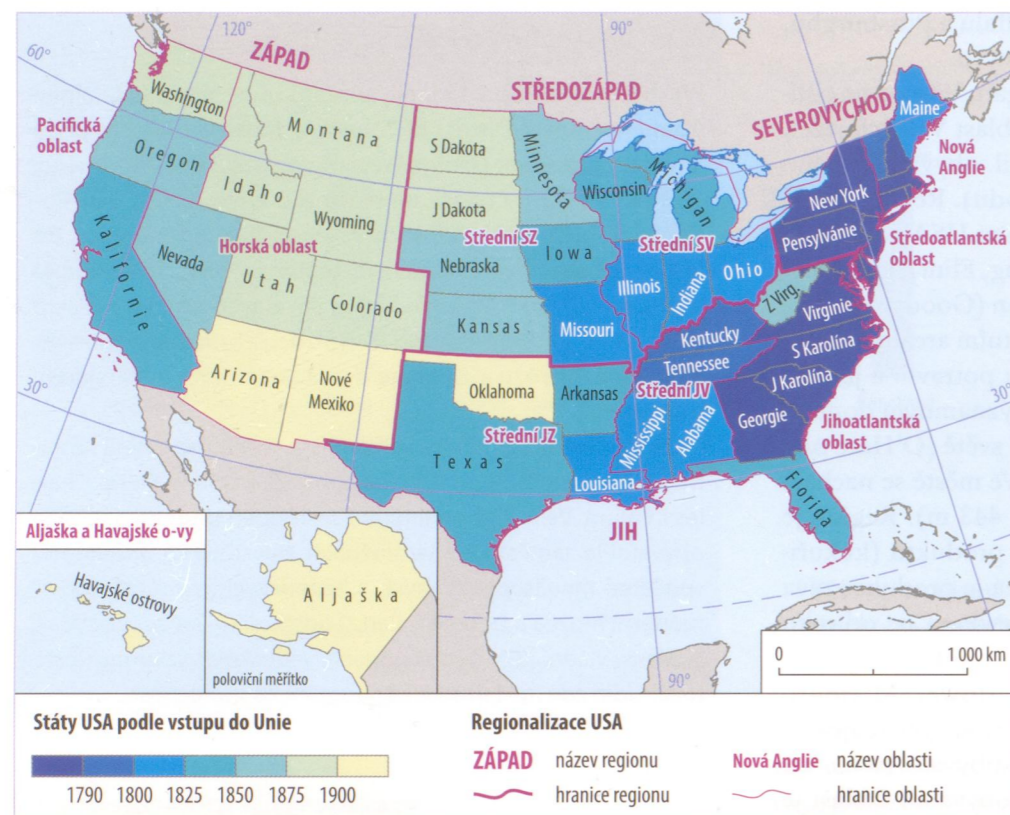 60°
120°
90°
ZÁPAD
STŘEDOZÁPAD
SEVEROVÝCHOD
Washington
Maine
Pacifická
oblast
Montana
S Dakota
Minnesota
Nová
Anglie
Oregon
Michigan
Idaho
Wisconsin
New York
J Dakota
Wyoming
Pensylvánie
Středoatlantská
oblast
Kalifornie
Nevada
Horská oblast
Střední SZ
Střední SV
Iowa
Nebraska
Ohio
Utah
Illinois
Indiana
Z Virg.
Colorado
Virginie
Kansas
Missouri
Kentucky
S Karolína
Tennessee
Arizona
Nové
Mexiko
Oklahoma
Arkansas
Střední JV
J Karolína
30°
30°
Georgie
Jihoatlantská
oblast
Mississippi
Alabama
Střední JZ
Texas
Louisiana
Florida
JIH
Aljaška a Havajské o-vy
Havajské ostrovy
Aljaška
poloviční měřítko
90°
0
1 000 km
Státy USA podle vstupu do Unie
1790 1800 1825 1850 1875 1900
Regionalizace USA
ZÁPAD název regionu
hranice regionu
Nová Anglie název oblasti
hranice oblasti